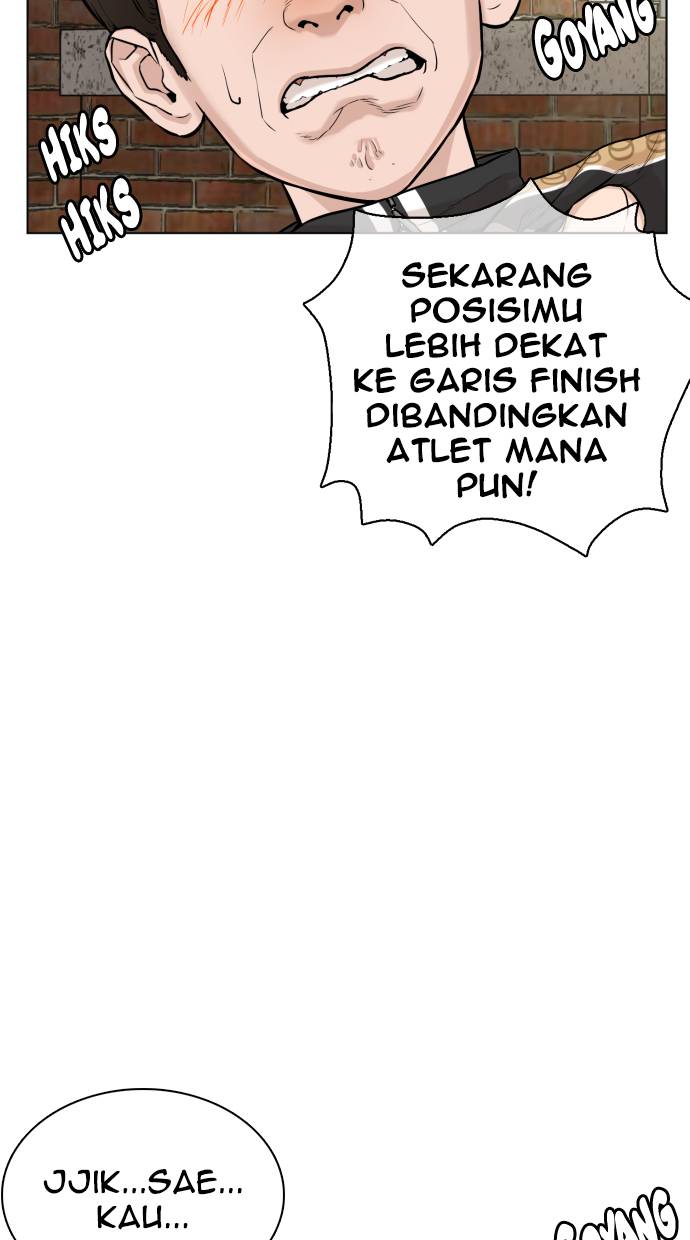 GOYANG
HIKS
HIKS
SEKARANG
POSISIMU
LEBIH DEKAT
KE GARIS FINISH
DIBANDINGKAN
ATLET MANA
PUN!
JJIK...SAE...
KAU...
GOYANG